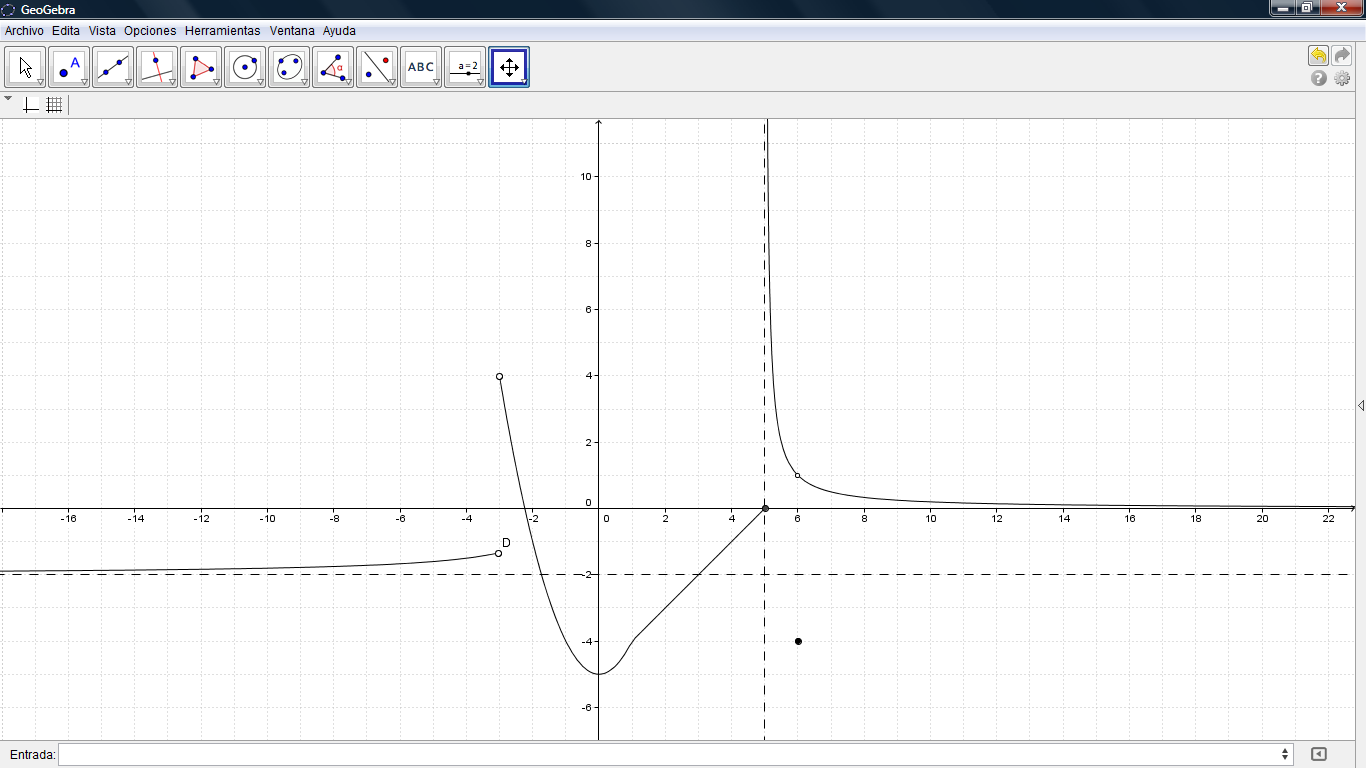 GeoGebra
Archivo Edita Vista Opciones Herramientas Ventana Ayuda
A α ABC a=2
10
8
6
4
2
0
-16 -14 -12 -10 -8 -6 -4 -2 0 2 4 6 8 10 12 14 16 18 20 22
D
-2
-4
-6
Entrada: